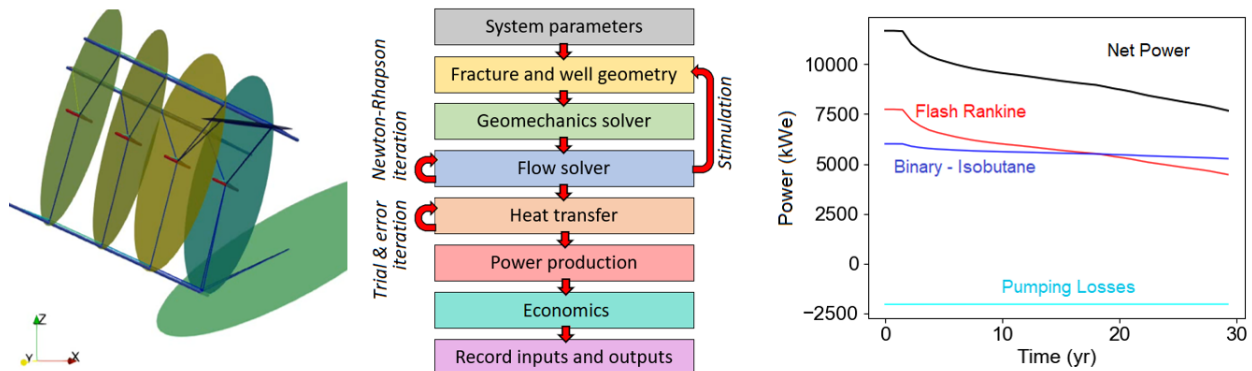 Z
Y
X
System parameters
Fracture and well geometry
Geomechanics solver
Flow solver
Heat transfer
Power production
Economics
Record inputs and outputs
Newton-Rhapson
iteration
Trial & error
iteration
Stimulation
Power (kWe)
10000
7500
5000
2500
0
−2500
Net Power
Flash Rankine
Binary - Isobutane
Pumping Losses
0
10
20
30
Time (yr)